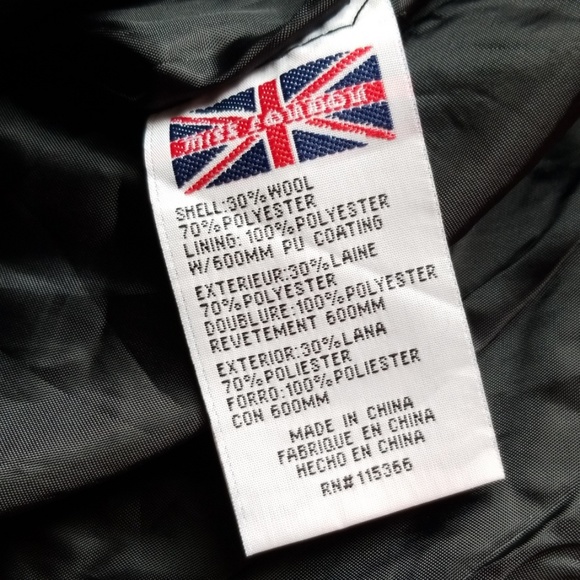 MISS LONDON
SHELL:30%WOOL
70%POLYESTER
LINING: 100%POLYESTER
W/600MM PU COATING
EXTERIEUR:30%LAINE
70%POLYESTER
DOUBLURE:100%POLYESTER
REVETEMENT 600MM
EXTERIOR:30%LANA
70%POLIESTER
FORRO:100%POLIESTER
CON 600MM
MADE IN CHINA
FABRIQUE EN CHINA
HECHO EN CHINA
RN#115366